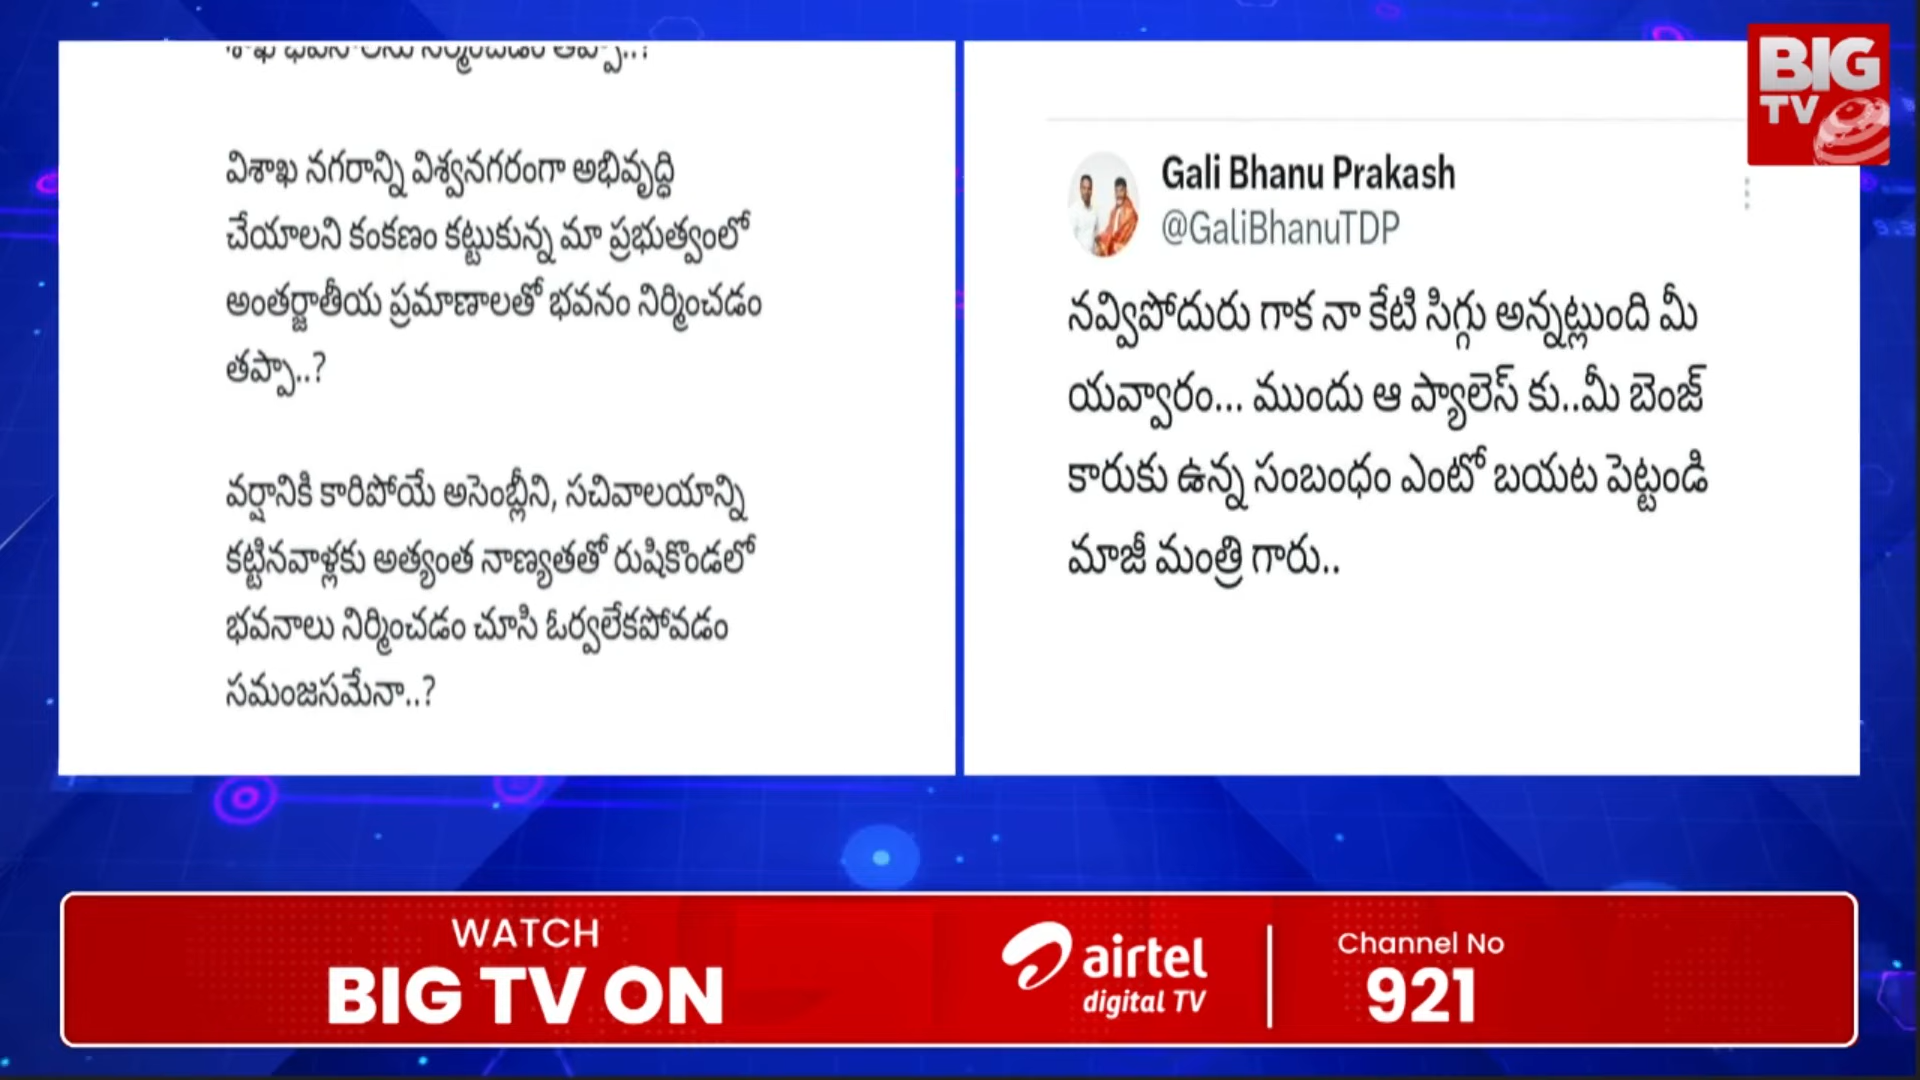 విశాఖ నగరాన్ని విశ్వనగరంగా అభివృద్ధి
చేయాలని కంకణం కట్టుకున్న మా ప్రభుత్వంలో
అంతర్జాతీయ ప్రమాణాలతో భవనం నిర్మించడం
తప్పా..?
వర్షానికి కారిపోయే అసెంబ్లీని, సచివాలయాన్ని
కట్టినవాళ్లకు అత్యంత నాణ్యతతో రుషికొండలో
భవనాలు నిర్మించడం చూసి ఓర్వలేకపోవడం
సమంజసమేనా..?
Gali Bhanu Prakash
@GaliBhanuTDP
నవ్విపోదురు గాక నా కేటి సిగ్గు అన్నట్లుంది మీ
యవ్వారం... ముందు ఆ ప్యాలెస్ కు..మీ బెంజ్
కారుకు ఉన్న సంబంధం ఎంటో బయట పెట్టండి
మాజీ మంత్రి గారు..
BIG
TV
WATCH
BIG TV ON
airtel
digital TV
Channel No
921